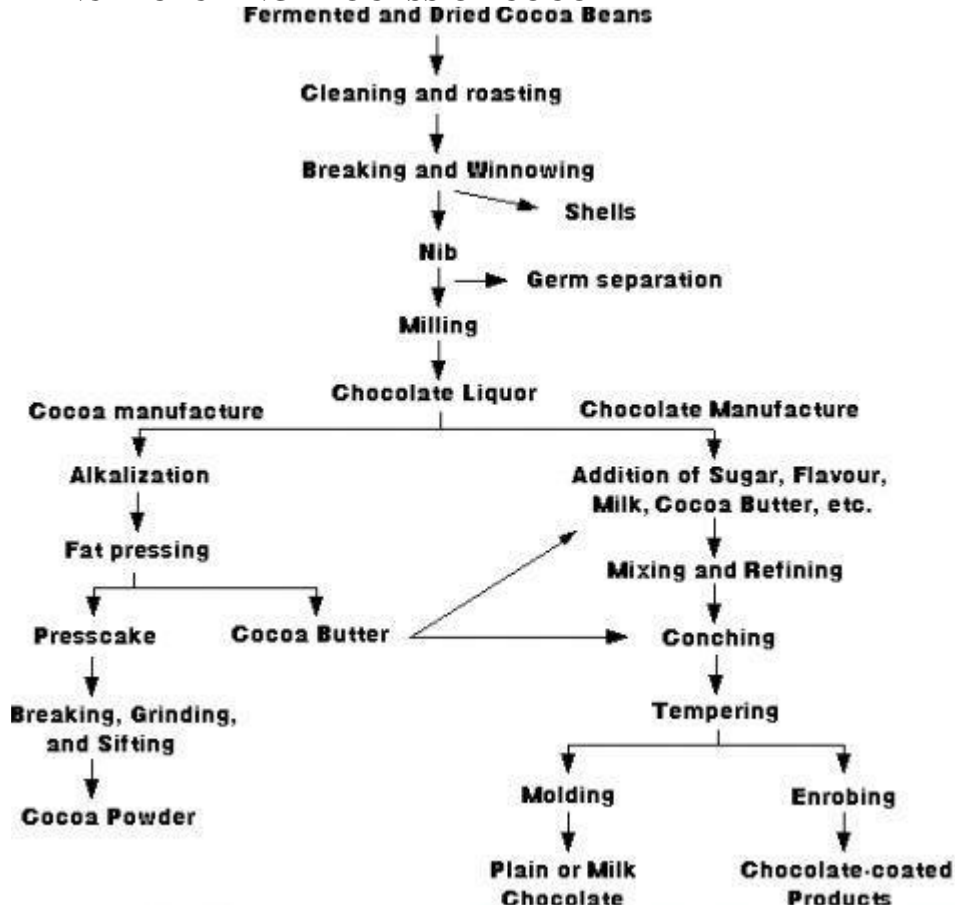 Fermented and Dried Cocoa Beans
Cleaning and roasting
Breaking and Winnowing
Shells
Nib
Germ separation
Milling
Chocolate Liquor
Cocoa manufacture
Chocolate Manufacture
Alkalization
Addition of Sugar, Flavour,
Milk, Cocoa Butter, etc.
Fat pressing
Mixing and Refining
Presscake
Cocoa Butter
Conching
Breaking, Grinding,
and Sifting
Tempering
Cocoa Powder
Molding
Enrobing
Plain or Milk
Chocolate
Chocolate-coated
Products